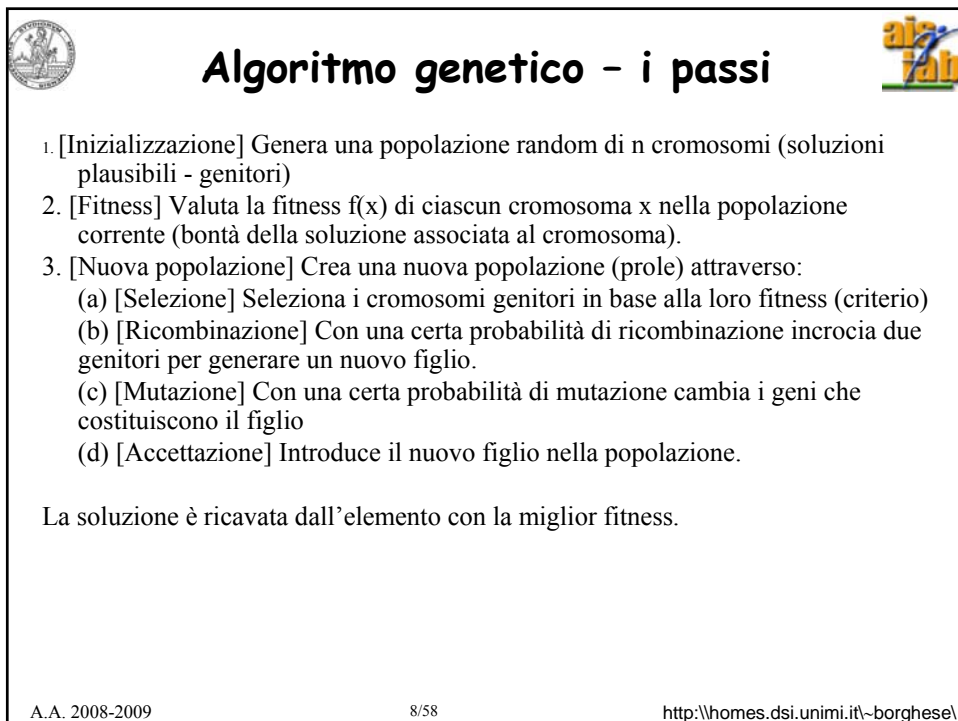 Algoritmo genetico – i passi
ais
lab
1. [Inizializzazione] Genera una popolazione random di n cromosomi (soluzioni
plausibili - genitori)
2. [Fitness] Valuta la fitness f(x) di ciascun cromosoma x nella popolazione
corrente (bontà della soluzione associata al cromosoma).
3. [Nuova popolazione] Crea una nuova popolazione (prole) attraverso:
(a) [Selezione] Seleziona i cromosomi genitori in base alla loro fitness (criterio)
(b) [Ricombinazione] Con una certa probabilità di ricombinazione incrocia due
genitori per generare un nuovo figlio.
(c) [Mutazione] Con una certa probabilità di mutazione cambia i geni che
costituiscono il figlio
(d) [Accettazione] Introduce il nuovo figlio nella popolazione.
La soluzione è ricavata dall’elemento con la miglior fitness.
A.A. 2008-2009 8/58 http:\\homes.dsi.unimi.it\~borghese\